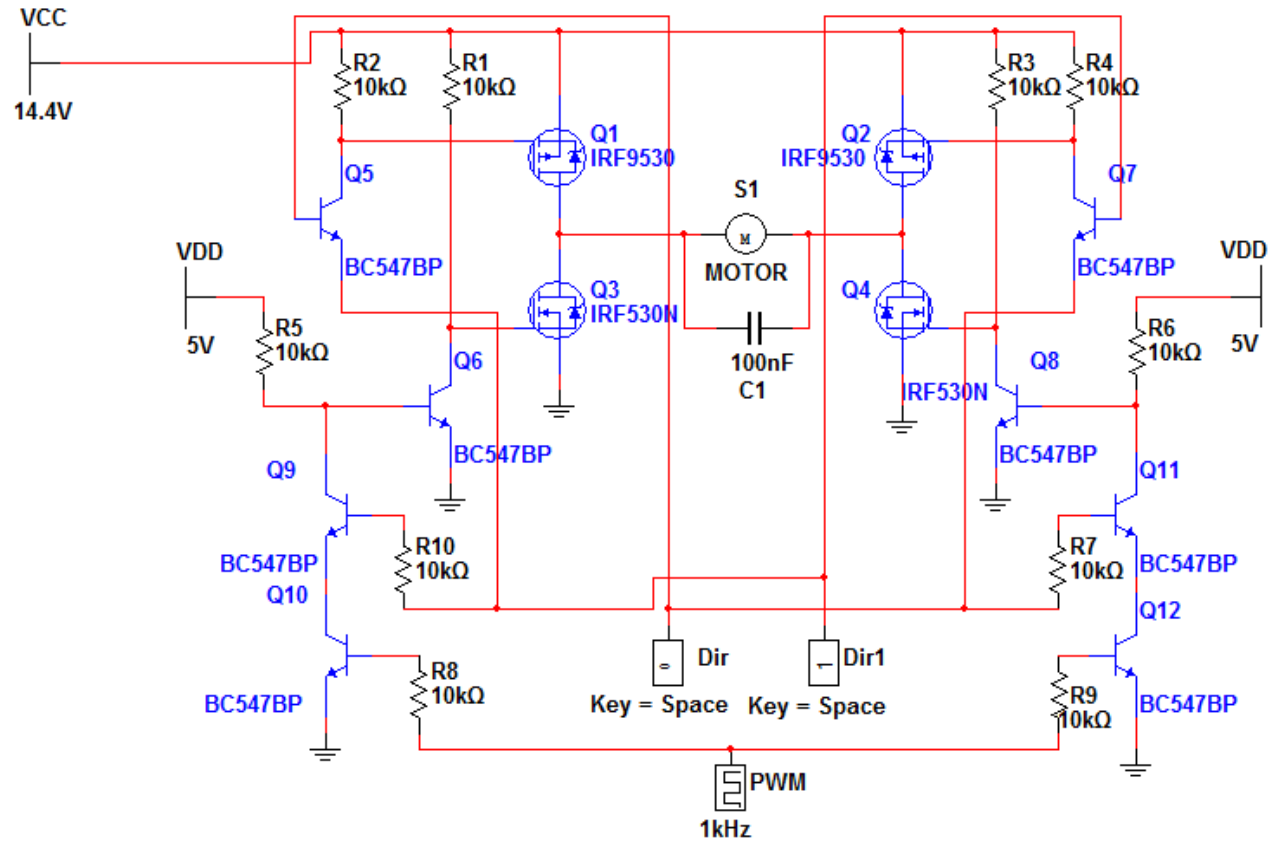 VCC
14.4V
R2
10kΩ
R1
10kΩ
R3
10kΩ
R4
10kΩ
Q1
IRF9530
Q2
IRF9530
Q5
BC547BP
Q7
BC547BP
S1
M
MOTOR
VDD
5V
VDD
5V
Q3
IRF530N
Q4
IRF530N
R5
10kΩ
R6
10kΩ
100nF
C1
Q6
BC547BP
Q8
BC547BP
Q9
BC547BP
Q11
BC547BP
R10
10kΩ
R7
10kΩ
Q10
BC547BP
Q12
BC547BP
R8
10kΩ
R9
10kΩ
0
Dir
Key = Space
1
Dir1
Key = Space
PWM
1kHz